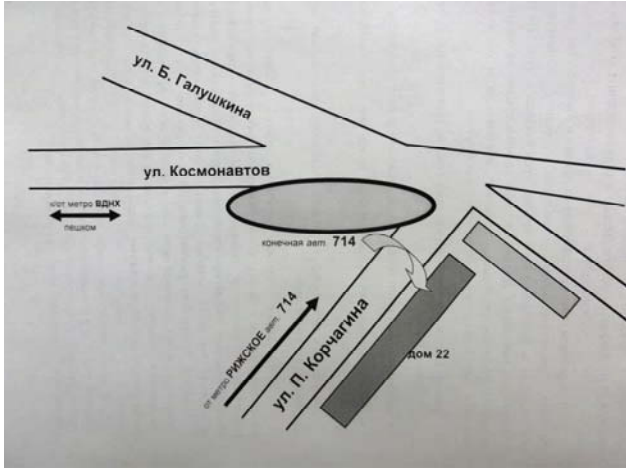 ул. Б. Галушкина
ул. Космонавтов
к/от метро ВДНХ
пешком
конечная авт. 714
от метро РИЖСКОЕ авт. 714
ул. П. Корчагина
дом 22